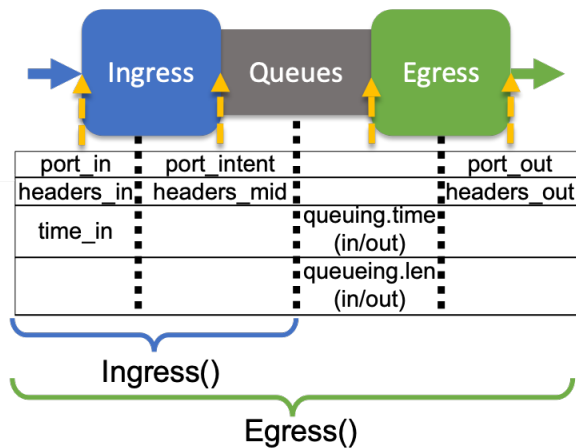 Ingress Queues Egress
port_in port_intent port_out
headers_in headers_mid headers_out
time_in queuing.time
(in/out)
queueing.len
(in/out)
Ingress()
Egress()